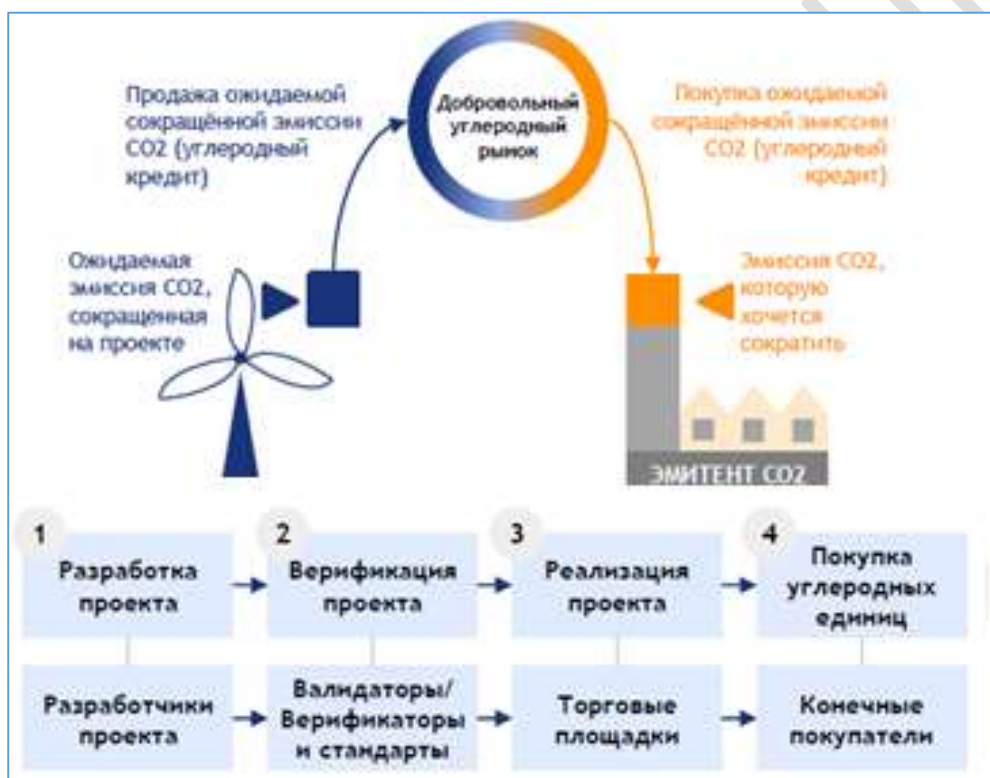 Продажа ожидаемой
сокращённой эмиссии
CO2 (углеродный
кредит)
Добровольный
углеродный
рынок
Покупка ожидаемой
сокращённой эмиссии
CO2 (углеродный
кредит)
Ожидаемая
эмиссия CO2,
сокращенная
на проекте
Эмиссия CO2,
которую
хочется
сократить
ЭМИТЕНТ CO2
1
Разработка
проекта
2
Верификация
проекта
3
Реализация
проекта
4
Покупка
углеродных
единиц
Разработчики
проекта
Валидаторы/
Верификаторы
и стандарты
Торговые
площадки
Конечные
покупатели